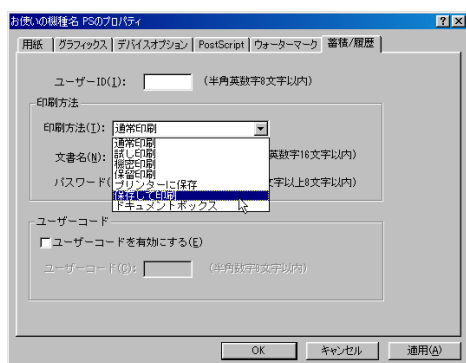 お使いの機種名 PSのプロパティ
用紙 グラフィックス デバイスオプション PostScript ウォーターマーク 蓄積/履歴
ユーザーID(I): (半角英数字8文字以内)
印刷方法
印刷方法(T): 通常印刷
通常印刷
試し印刷
文書名(N): 機密印刷 英数字16文字以内)
保留印刷
パスワード( プリンターに保存 文字以上8文字以内)
保存して印刷
ドキュメントボックス
ユーザーコード
ユーザーコードを有効にする(E)
ユーザーコード(C): (半角数字8文字以内)
OK キャンセル 適用(A)